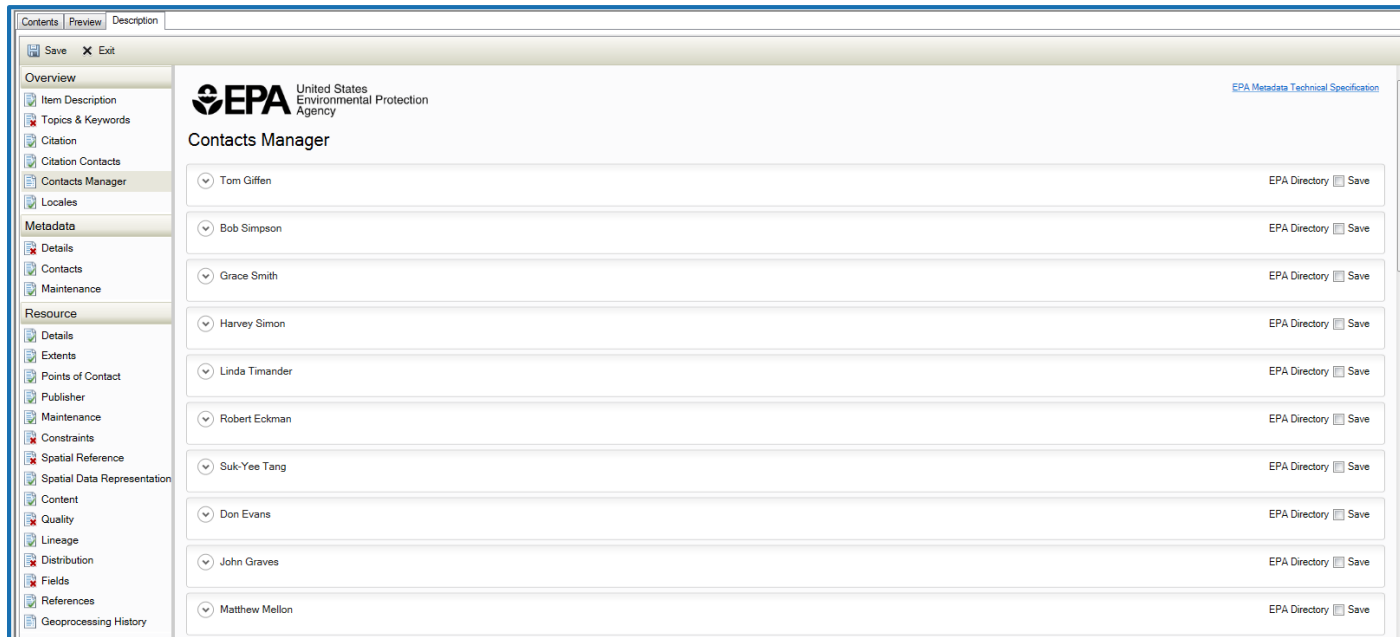 Contents Preview Description
Save Exit
Overview
Item Description
Topics & Keywords
Citation
Citation Contacts
Contacts Manager
Locales
Metadata
Details
Contacts
Maintenance
Resource
Details
Extents
Points of Contact
Publisher
Maintenance
Constraints
Spatial Reference
Spatial Data Representation
Content
Quality
Lineage
Distribution
Fields
References
Geoprocessing History
EPA United States
Environmental Protection
Agency
EPA Metadata Technical Specification
Contacts Manager
Tom Giffen EPA Directory Save
Bob Simpson EPA Directory Save
Grace Smith EPA Directory Save
Harvey Simon EPA Directory Save
Linda Timander EPA Directory Save
Robert Eckman EPA Directory Save
Suk-Yee Tang EPA Directory Save
Don Evans EPA Directory Save
John Graves EPA Directory Save
Matthew Mellon EPA Directory Save